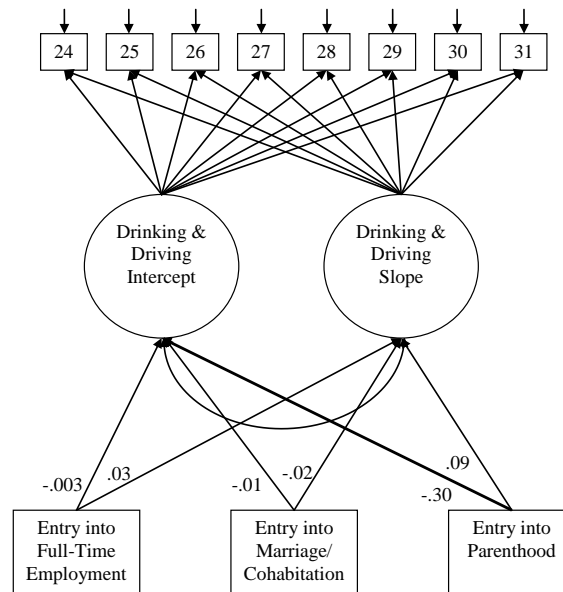 24 25 26 27 28 29 30 31
Drinking &
Driving
Intercept
Drinking &
Driving
Slope
-.003
.03
-.01
-.02
.09
-.30
Entry into
Full-Time
Employment
Entry into
Marriage/
Cohabitation
Entry into
Parenthood